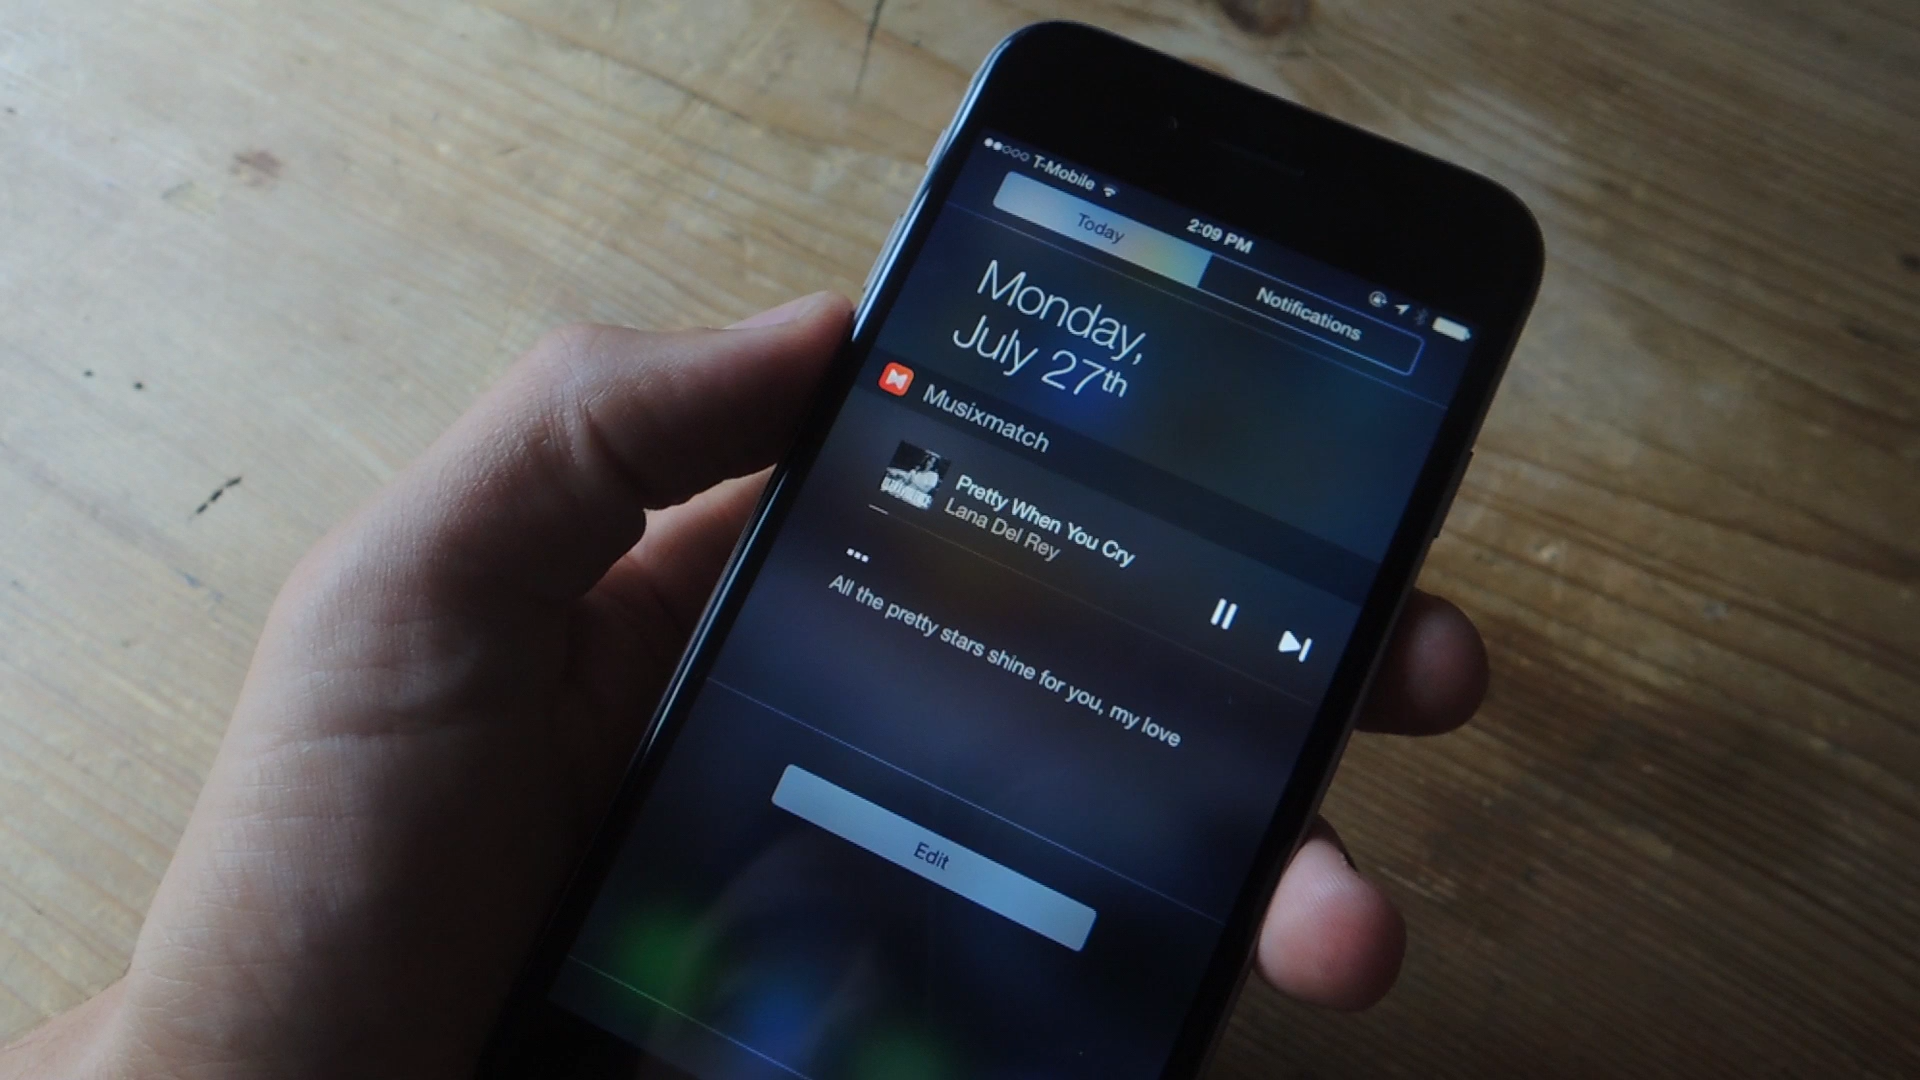 T-Mobile
2:09 PM
Today
Notifications
Monday,
July 27th
Musixmatch
Pretty When You Cry
Lana Del Rey
...
All the pretty stars shine for you, my love
Edit